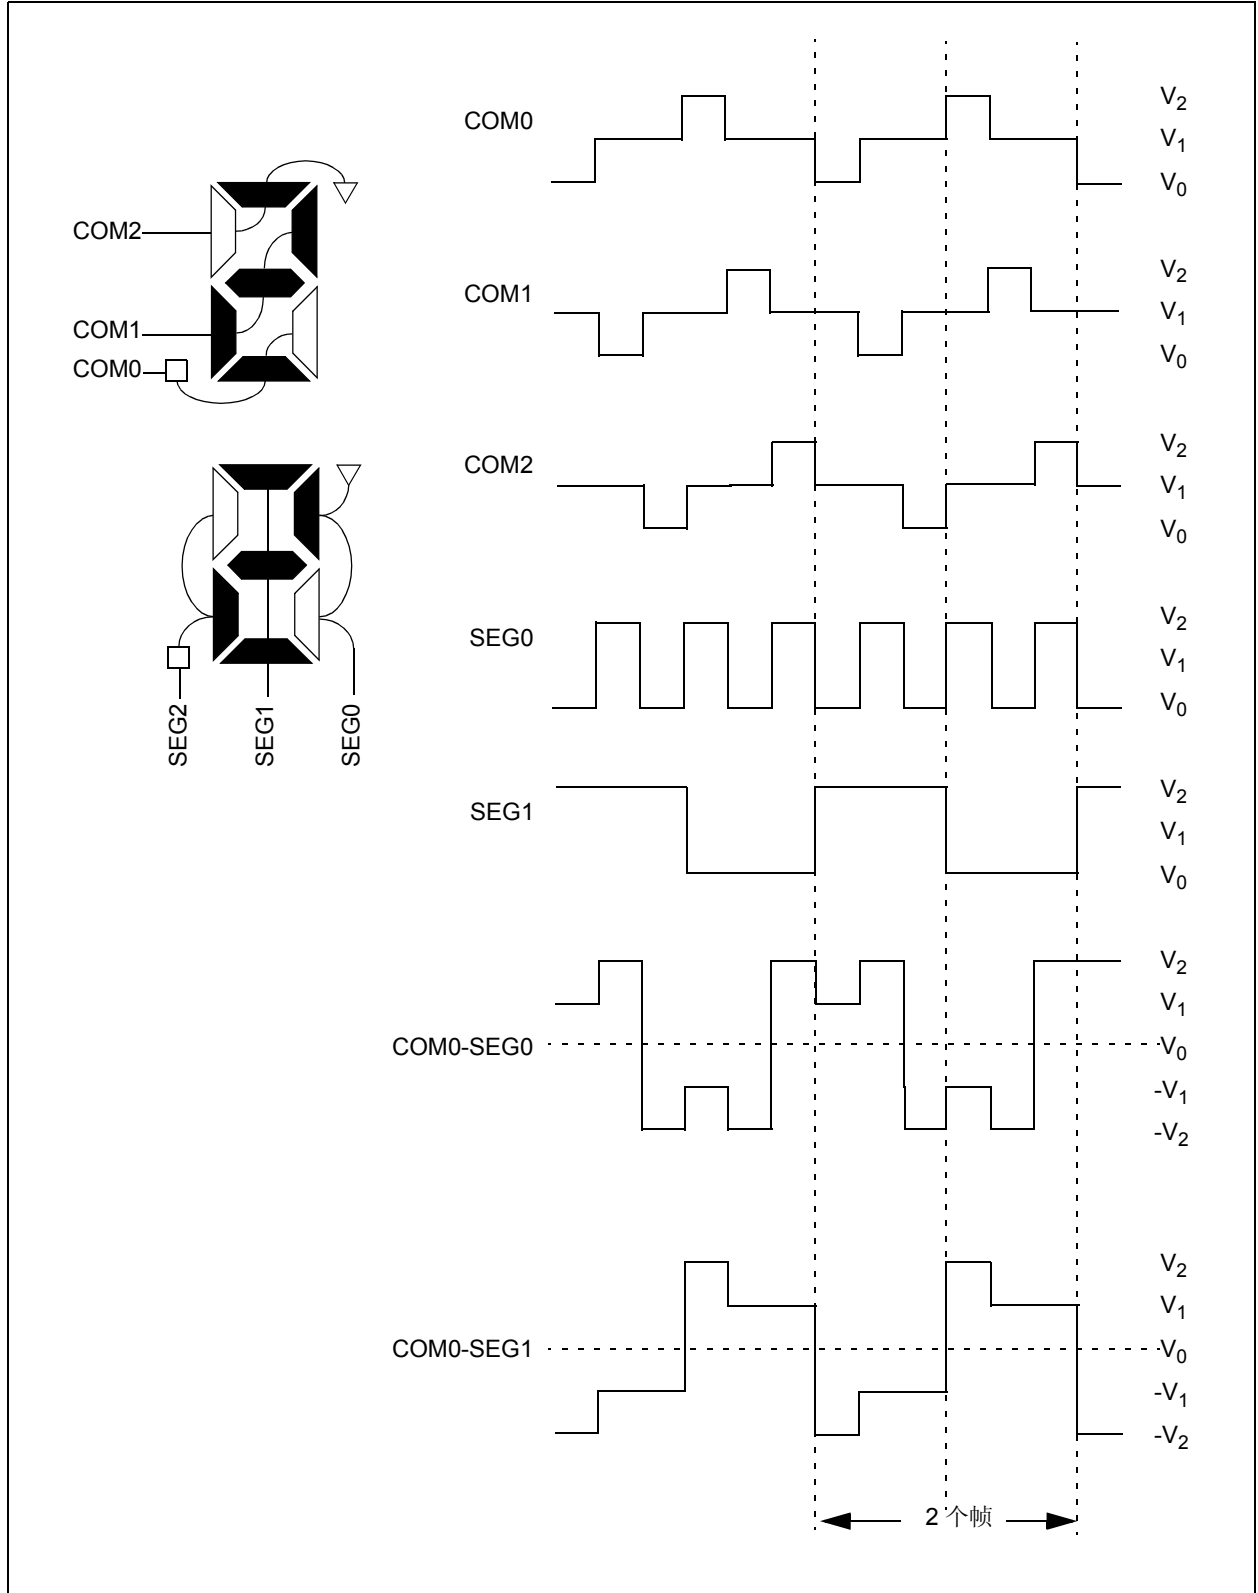 COM2
COM1
COM0
SEG2
SEG1
SEG0
COM0
V2
V1
V0
COM1
V2
V1
V0
COM2
V2
V1
V0
SEG0
V2
V1
V0
SEG1
V2
V1
V0
COM0-SEG0
V2
V1
V0
-V1
-V2
COM0-SEG1
V2
V1
V0
-V1
-V2
2 个帧